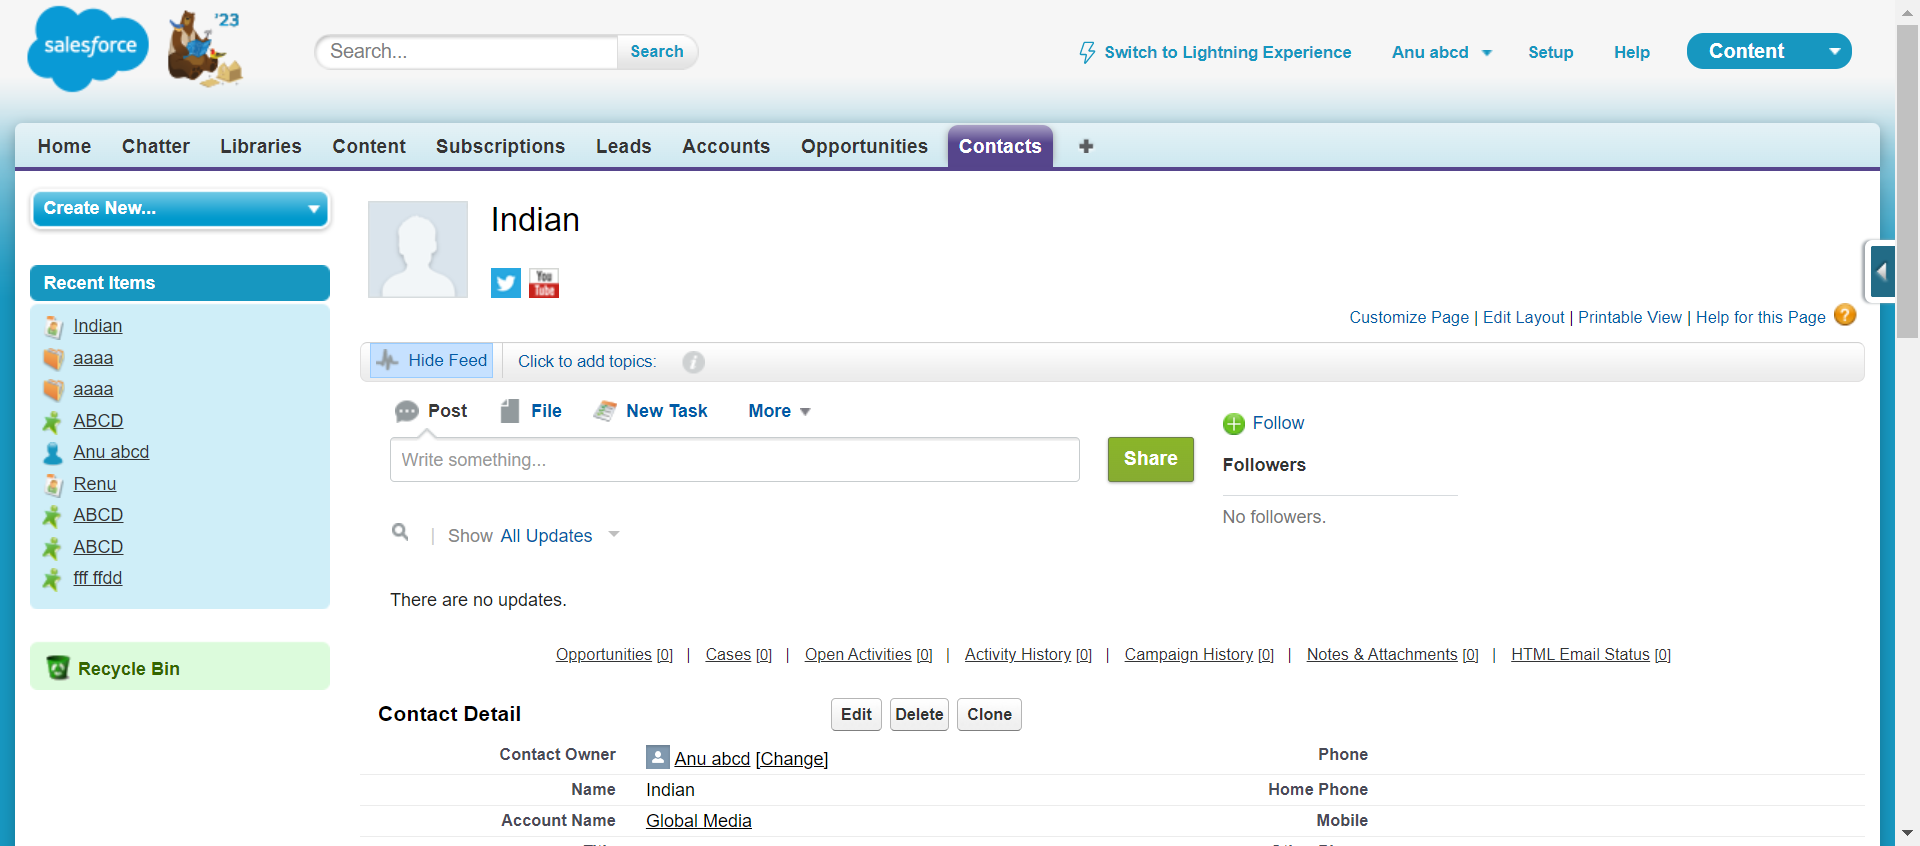 salesforce
'23
Search...
Search
Switch to Lightning Experience
Anu abcd
Setup
Help
Content
Home
Chatter
Libraries
Content
Subscriptions
Leads
Accounts
Opportunities
Contacts
Create New...
Recent Items
Indian
aaaa
aaaa
ABCD
Anu abcd
Renu
ABCD
ABCD
fff ffdd
Recycle Bin
Indian
You
Tube
Customize Page | Edit Layout | Printable View | Help for this Page
Hide Feed
Click to add topics:
Post
File
New Task
More
Write something...
Share
Follow
Followers
No followers.
Show All Updates
There are no updates.
Opportunities [0] | Cases [0] | Open Activities [0] | Activity History [0] | Campaign History [0] | Notes & Attachments [0] | HTML Email Status [0]
Contact Detail
Edit
Delete
Clone
Contact Owner
Anu abcd [Change]
Phone
Name
Indian
Home Phone
Account Name
Global Media
Mobile